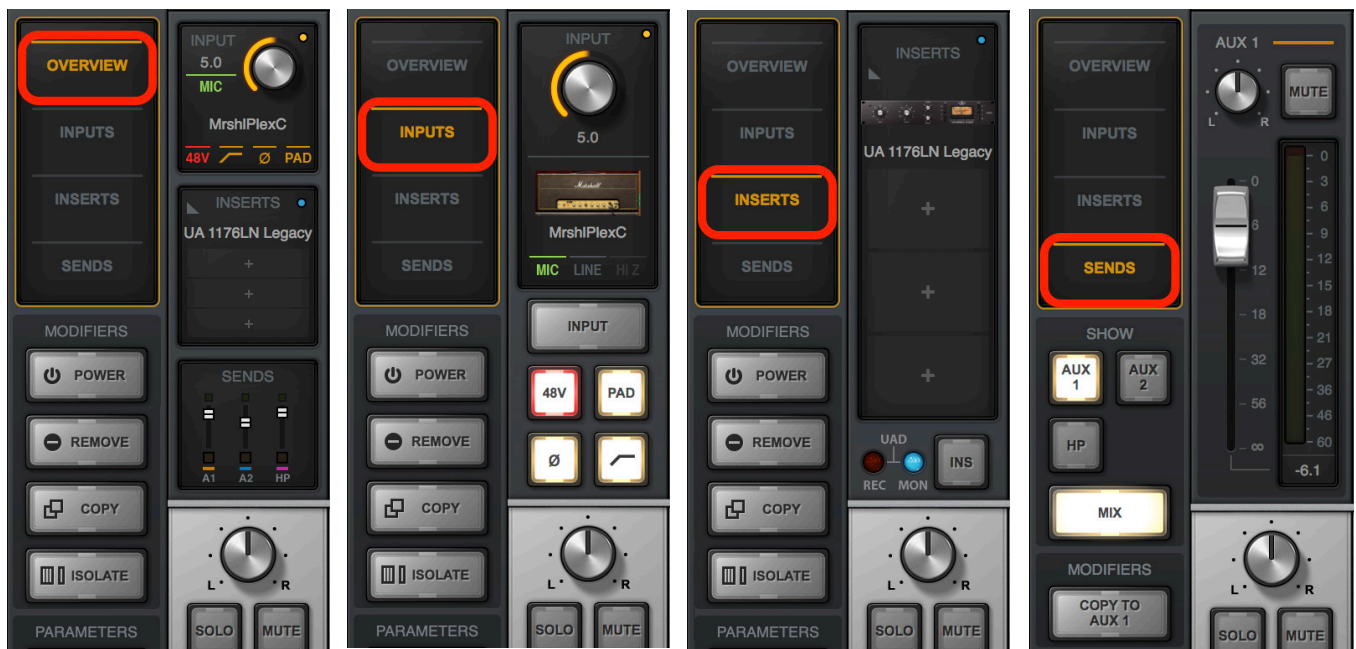 OVERVIEW
INPUTS
INSERTS
SENDS
MODIFIERS
POWER
REMOVE
COPY
ISOLATE
PARAMETERS
INPUT
5.0
MIC
MrshlPlexC
48V Ø PAD
INSERTS
UA 1176LN Legacy
+
+
+
SENDS
A1 A2 HP
L R
SOLO MUTE
OVERVIEW
INPUTS
INSERTS
SENDS
MODIFIERS
POWER
REMOVE
COPY
ISOLATE
PARAMETERS
INPUT
5.0
Marshall
MrshlPlexC
MIC LINE HI Z
INPUT
48V PAD
Ø
L R
SOLO MUTE
OVERVIEW
INPUTS
INSERTS
SENDS
MODIFIERS
POWER
REMOVE
COPY
ISOLATE
PARAMETERS
INSERTS
UA 1176LN Legacy
+
+
+
UAD
REC MON
INS
L R
SOLO MUTE
OVERVIEW
INPUTS
INSERTS
SENDS
SHOW
AUX 1
AUX 2
HP
MIX
MODIFIERS
COPY TO
AUX 1
AUX 1
MUTE
L R
0
6
12
18
32
56
∞
0
3
6
9
12
15
18
21
27
36
46
60
-6.1
L R
SOLO MUTE